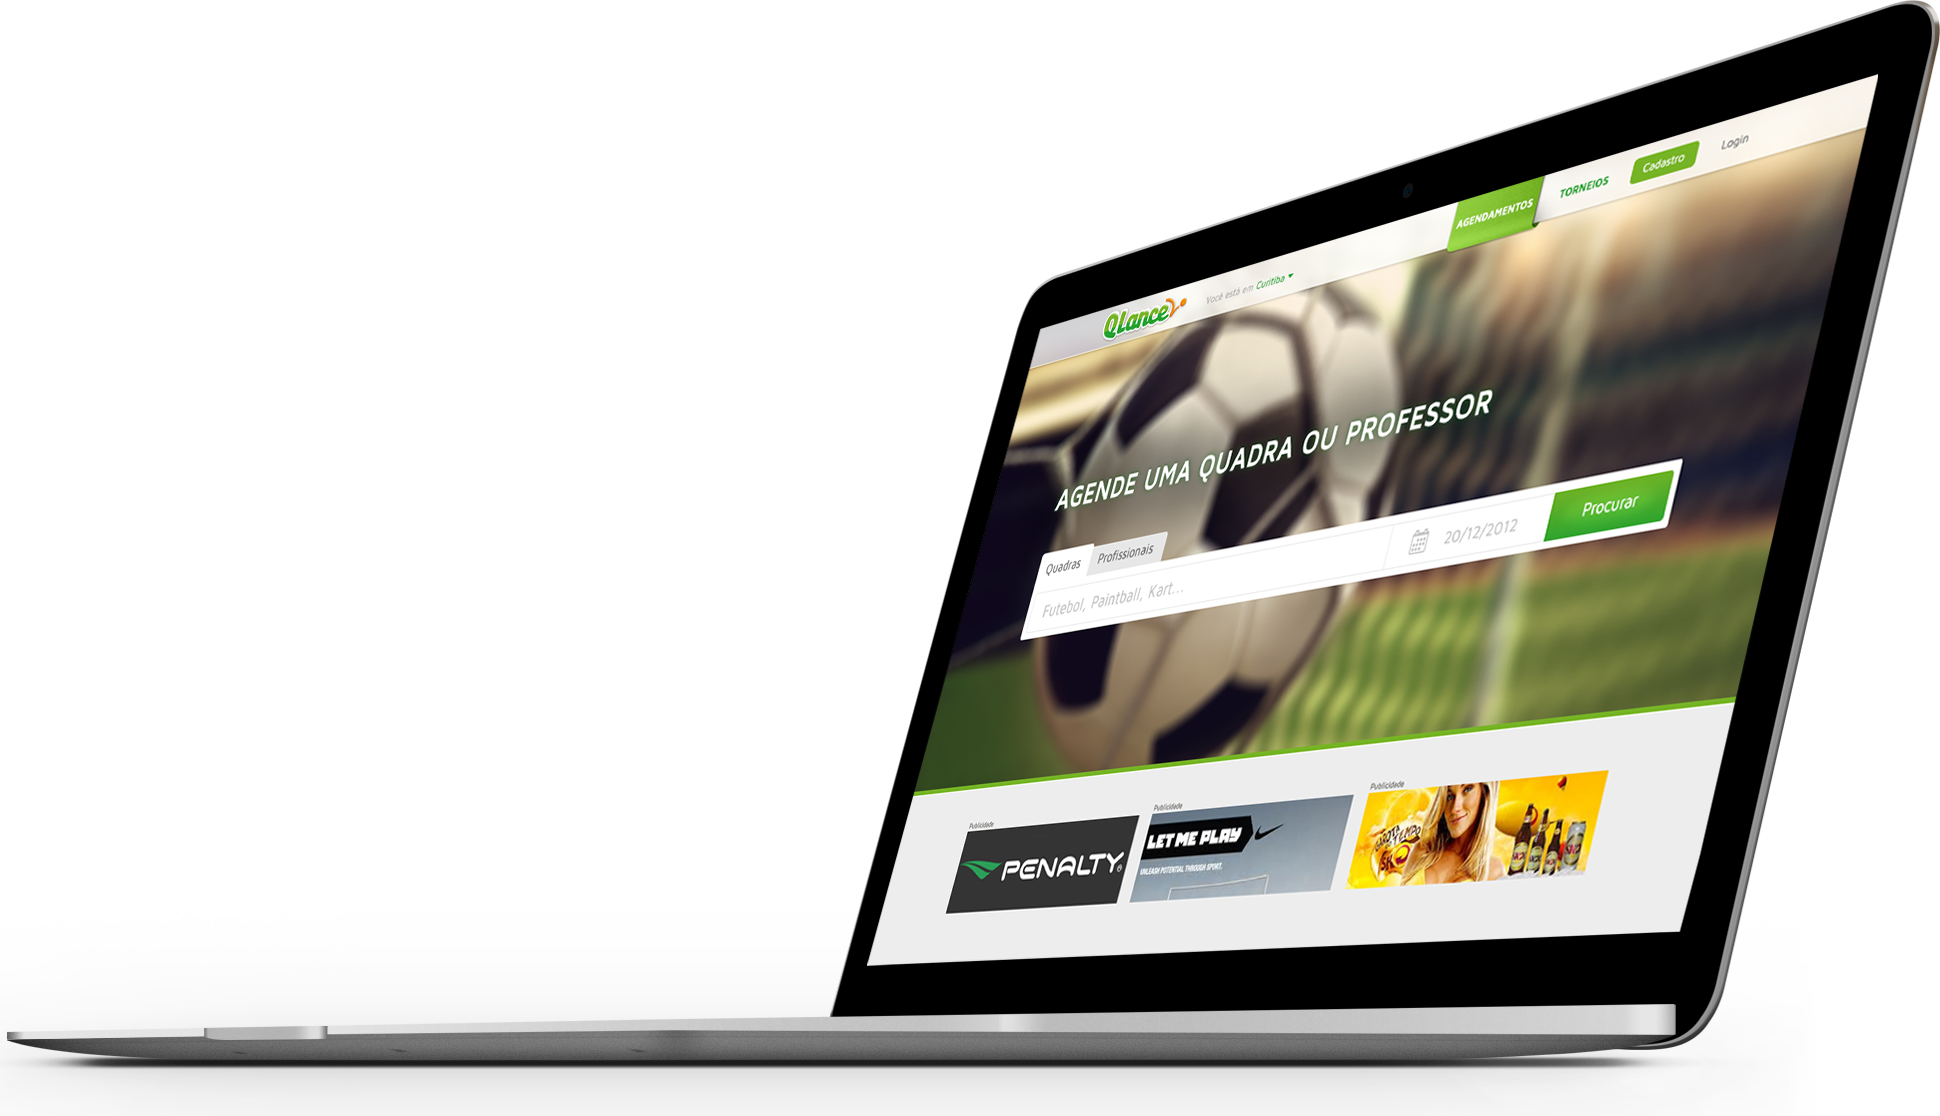 QLance
Você está em Curitiba
AGENDAMENTOS
TORNEIOS
Cadastro
Login
AGENDE UMA QUADRA OU PROFESSOR
Quadras
Profissionais
Futebol, Paintball, Kart...
20/12/2012
Procurar
Publicidade
PENALTY
Publicidade
LET ME PLAY
UNLEASH POTENTIAL THROUGH SPORT.
Publicidade